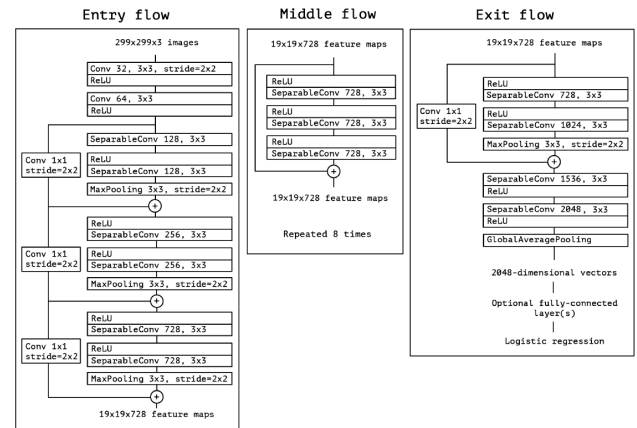 Entry flow
299x299x3 images
Conv 32, 3x3, stride=2x2
ReLU
Conv 64, 3x3
ReLU
SeparableConv 128, 3x3
Conv 1x1
stride=2x2
ReLU
SeparableConv 128, 3x3
MaxPooling 3x3, stride=2x2
+
ReLU
SeparableConv 256, 3x3
Conv 1x1
stride=2x2
ReLU
SeparableConv 256, 3x3
MaxPooling 3x3, stride=2x2
+
ReLU
SeparableConv 728, 3x3
Conv 1x1
stride=2x2
ReLU
SeparableConv 728, 3x3
MaxPooling 3x3, stride=2x2
+
19x19x728 feature maps
Middle flow
19x19x728 feature maps
ReLU
SeparableConv 728, 3x3
ReLU
SeparableConv 728, 3x3
ReLU
SeparableConv 728, 3x3
+
19x19x728 feature maps
Repeated 8 times
Exit flow
19x19x728 feature maps
ReLU
SeparableConv 728, 3x3
Conv 1x1
stride=2x2
ReLU
SeparableConv 1024, 3x3
MaxPooling 3x3, stride=2x2
+
SeparableConv 1536, 3x3
ReLU
SeparableConv 2048, 3x3
ReLU
GlobalAveragePooling
2048-dimensional vectors
Optional fully-connected
layer(s)
Logistic regression